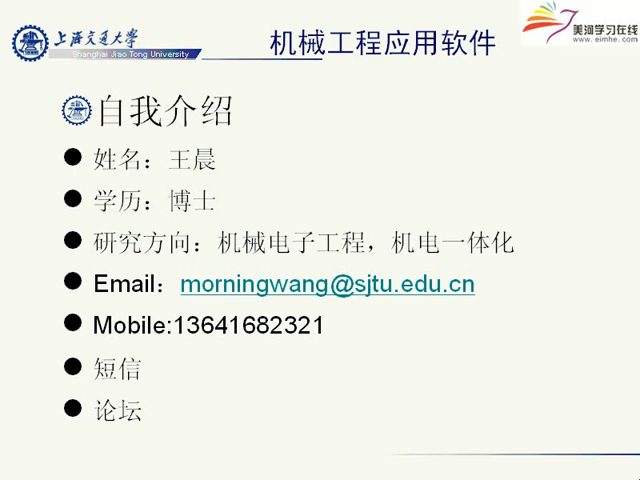 上海交通大学
Shanghai Jiao Tong University
机械工程应用软件
美河学习在线
www.eimhe.com
自我介绍
姓名：王晨
学历：博士
研究方向：机械电子工程，机电一体化
Email：morningwang@sjtu.edu.cn
Mobile:13641682321
短信
论坛